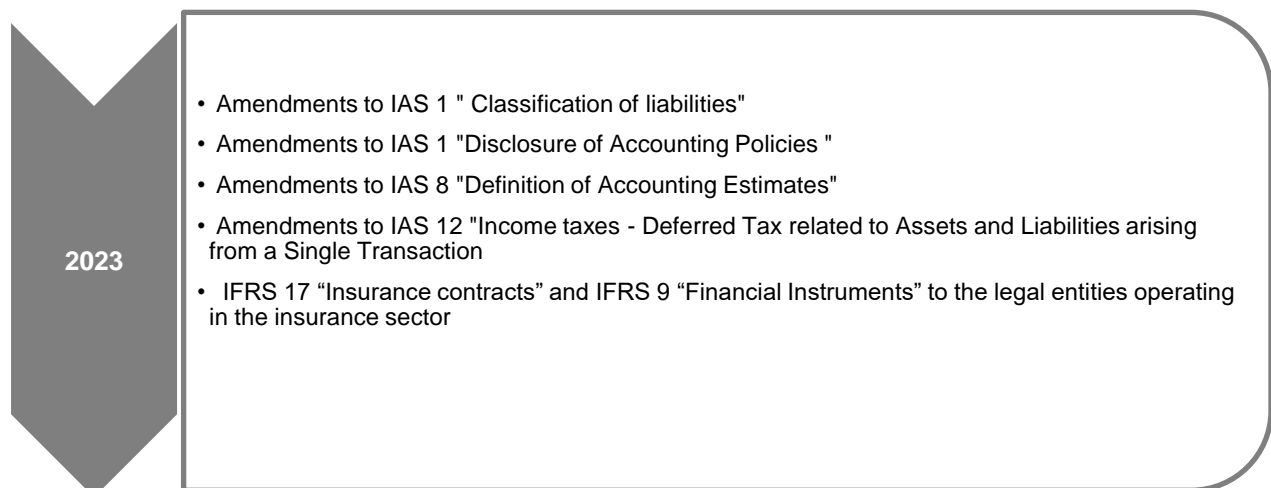 2023
• Amendments to IAS 1 " Classification of liabilities"
• Amendments to IAS 1 "Disclosure of Accounting Policies "
• Amendments to IAS 8 "Definition of Accounting Estimates"
• Amendments to IAS 12 "Income taxes - Deferred Tax related to Assets and Liabilities arising
from a Single Transaction
• IFRS 17 “Insurance contracts” and IFRS 9 “Financial Instruments” to the legal entities operating
in the insurance sector